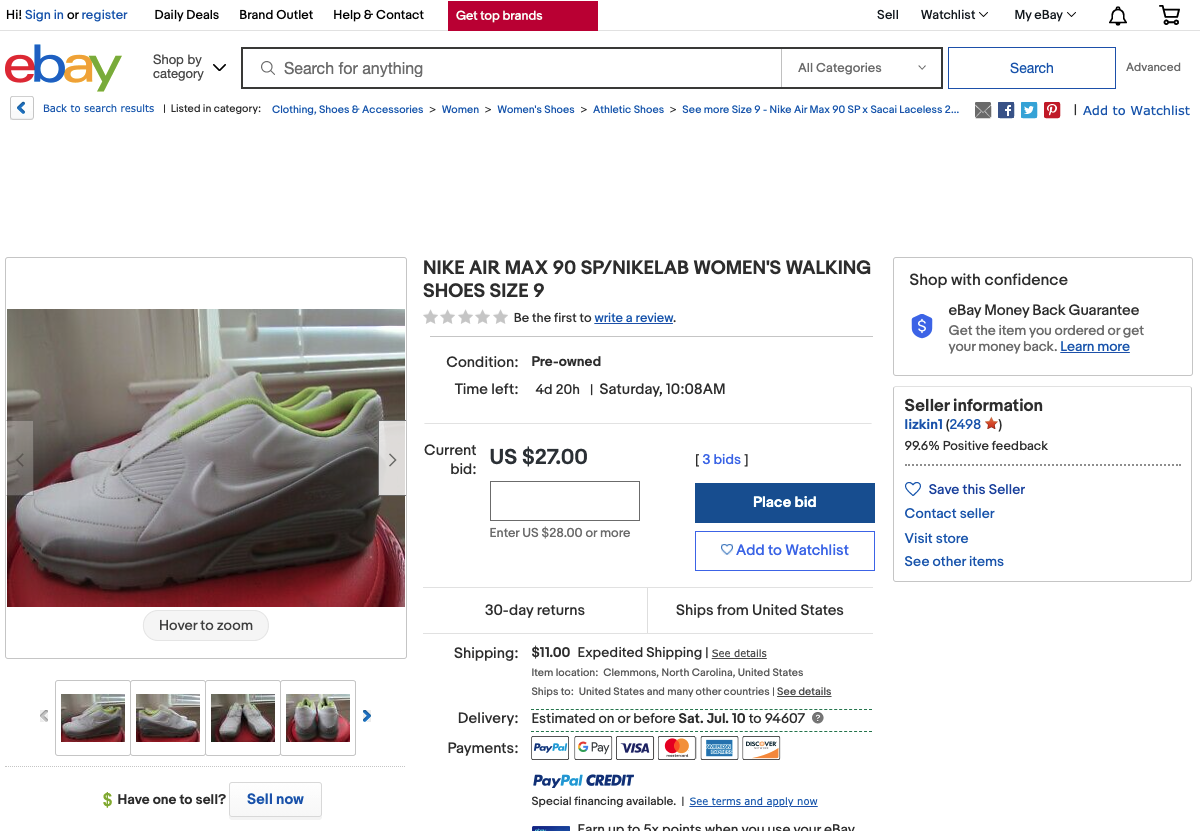 Hi! Sign in or register Daily Deals Brand Outlet Help & Contact Get top brands Sell Watchlist My eBay
ebay Shop by category Search for anything All Categories Search Advanced
Back to search results | Listed in category: Clothing, Shoes & Accessories > Women > Women's Shoes > Athletic Shoes > See more Size 9 - Nike Air Max 90 SP x Sacai Laceless 2... | Add to Watchlist
Hover to zoom
$ Have one to sell? Sell now
NIKE AIR MAX 90 SP/NIKELAB WOMEN'S WALKING
SHOES SIZE 9
Be the first to write a review.
Condition: Pre-owned
Time left: 4d 20h | Saturday, 10:08AM
Current
bid: US $27.00 [ 3 bids ]
Place bid
Enter US $28.00 or more
Add to Watchlist
30-day returns Ships from United States
Shipping: $11.00 Expedited Shipping | See details
Item location: Clemmons, North Carolina, United States
Ships to: United States and many other countries | See details
Delivery: Estimated on or before Sat. Jul. 10 to 94607 ?
Payments: PayPal G Pay VISA mastercard AMERICAN EXPRESS DISCOVER
PayPal CREDIT
Special financing available. | See terms and apply now
Earn up to 5x points when you use your eBay
Shop with confidence
eBay Money Back Guarantee
$ Get the item you ordered or get
your money back. Learn more
Seller information
lizkin1 (2498 )
99.6% Positive feedback
Save this Seller
Contact seller
Visit store
See other items